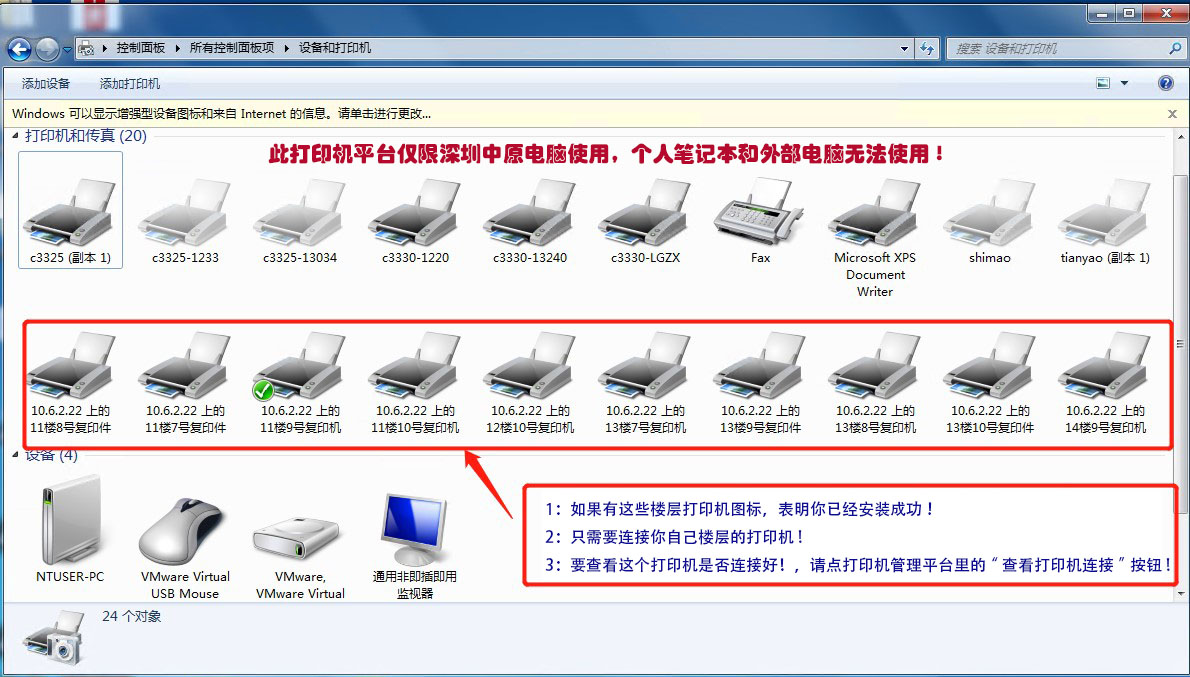 控制面板 ▸ 所有控制面板项 ▸ 设备和打印机
搜索 设备和打印机
添加设备 添加打印机
Windows 可以显示增强型设备图标和来自 Internet 的信息。请单击进行更改...
打印机和传真 (20)
此打印机平台仅限深圳中原电脑使用，个人笔记本和外部电脑无法使用！
c3325 (副本 1)
c3325-1233
c3325-13034
c3330-1220
c3330-13240
c3330-LGZX
Fax
Microsoft XPS
Document
Writer
shimao
tianyao (副本 1)
10.6.2.22 上的
11楼8号复印件
10.6.2.22 上的
11楼7号复印件
10.6.2.22 上的
11楼9号复印机
10.6.2.22 上的
11楼10号复印机
10.6.2.22 上的
12楼10号复印机
10.6.2.22 上的
13楼7号复印机
10.6.2.22 上的
13楼9号复印件
10.6.2.22 上的
13楼8号复印机
10.6.2.22 上的
13楼10号复印件
10.6.2.22 上的
14楼9号复印机
设备 (4)
NTUSER-PC
VMware Virtual
USB Mouse
VMware,
VMware Virtual
通用非即插即用
监视器
1：如果有这些楼层打印机图标，表明你已经安装成功！
2：只需要连接你自己楼层的打印机！
3：要查看这个打印机是否连接好！，请点打印机管理平台里的“查看打印机连接”按钮！
24 个对象